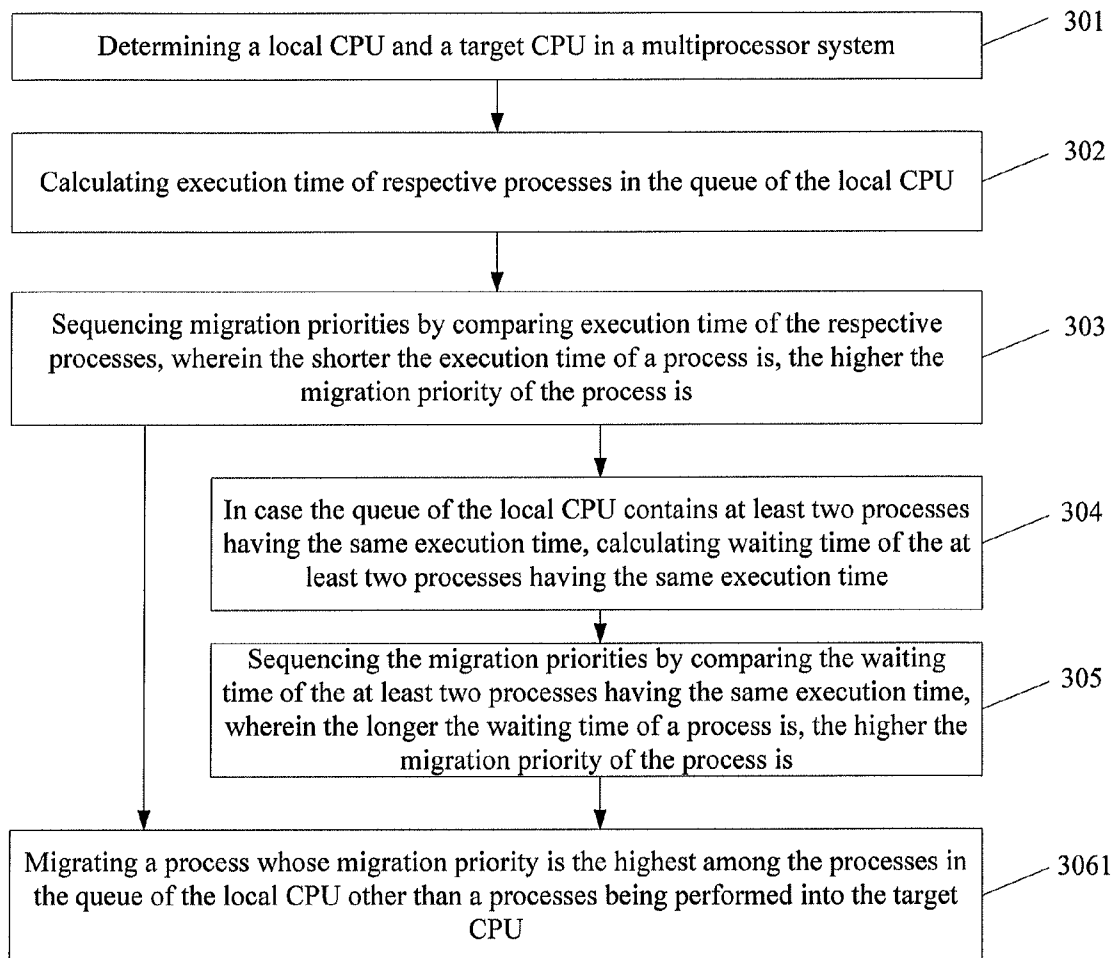 Determining a local CPU and a target CPU in a multiprocessor system
301
Calculating execution time of respective processes in the queue of the local CPU
302
Sequencing migration priorities by comparing execution time of the respective
processes, wherein the shorter the execution time of a process is, the higher the
migration priority of the process is
303
In case the queue of the local CPU contains at least two processes
having the same execution time, calculating waiting time of the at
least two processes having the same execution time
304
Sequencing the migration priorities by comparing the waiting
time of the at least two processes having the same execution time,
wherein the longer the waiting time of a process is, the higher the
migration priority of the process is
305
Migrating a process whose migration priority is the highest among the processes in
the queue of the local CPU other than a processes being performed into the target
CPU
3061